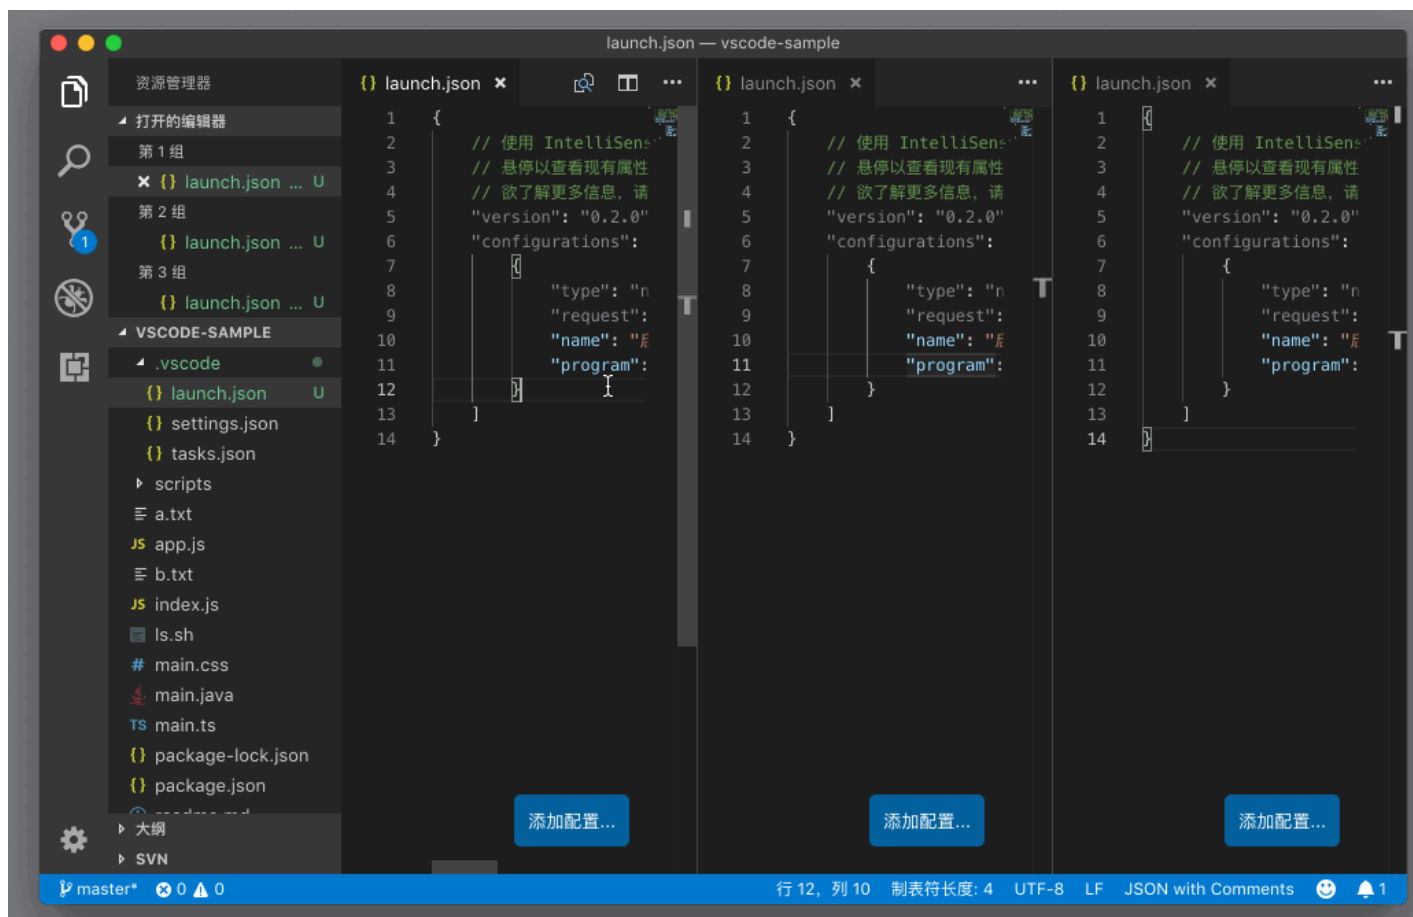 launch.json — vscode-sample
资源管理器
打开的编辑器
第 1 组
launch.json ... U
第 2 组
launch.json ... U
第 3 组
launch.json ... U
VSCODE-SAMPLE
.vscode
launch.json U
settings.json
tasks.json
scripts
a.txt
JS app.js
b.txt
JS index.js
ls.sh
# main.css
main.java
TS main.ts
{} package-lock.json
{} package.json
大纲
SVN
{} launch.json ×
1 {
2 // 使用 IntelliSens
3 // 悬停以查看现有属性
4 // 欲了解更多信息，请
5 "version": "0.2.0"
6 "configurations":
7 {
8 "type": "n
9 "request":
10 "name": "
11 "program":
12 }
13 ]
14 }
添加配置...
{} launch.json ×
1 {
2 // 使用 IntelliSens
3 // 悬停以查看现有属性
4 // 欲了解更多信息，请
5 "version": "0.2.0"
6 "configurations":
7 {
8 "type": "n
9 "request":
10 "name": "
11 "program":
12 }
13 ]
14 }
添加配置...
{} launch.json ×
1 {
2 // 使用 IntelliSens
3 // 悬停以查看现有属性
4 // 欲了解更多信息，请
5 "version": "0.2.0"
6 "configurations":
7 {
8 "type": "n
9 "request":
10 "name": "
11 "program":
12 }
13 ]
14 }
添加配置...
master* 0 0 行 12，列 10 制表符长度: 4 UTF-8 LF JSON with Comments 1